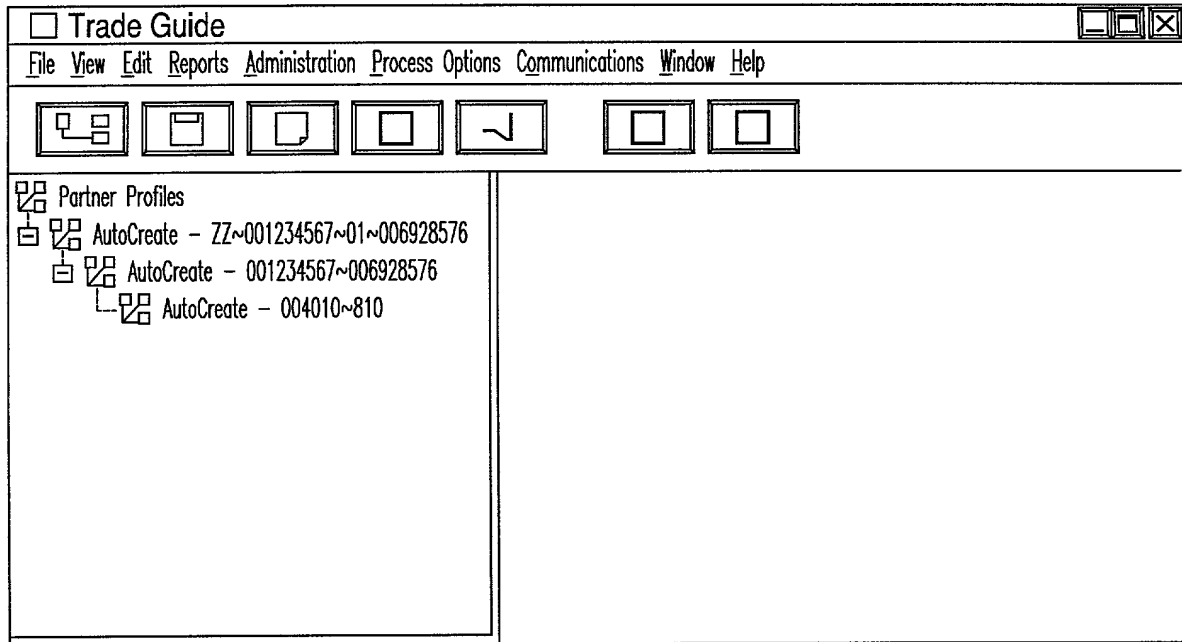 Trade Guide
File View Edit Reports Administration Process Options Communications Window Help
Partner Profiles
AutoCreate – ZZ~001234567~01~006928576
AutoCreate – 001234567~006928576
AutoCreate – 004010~810